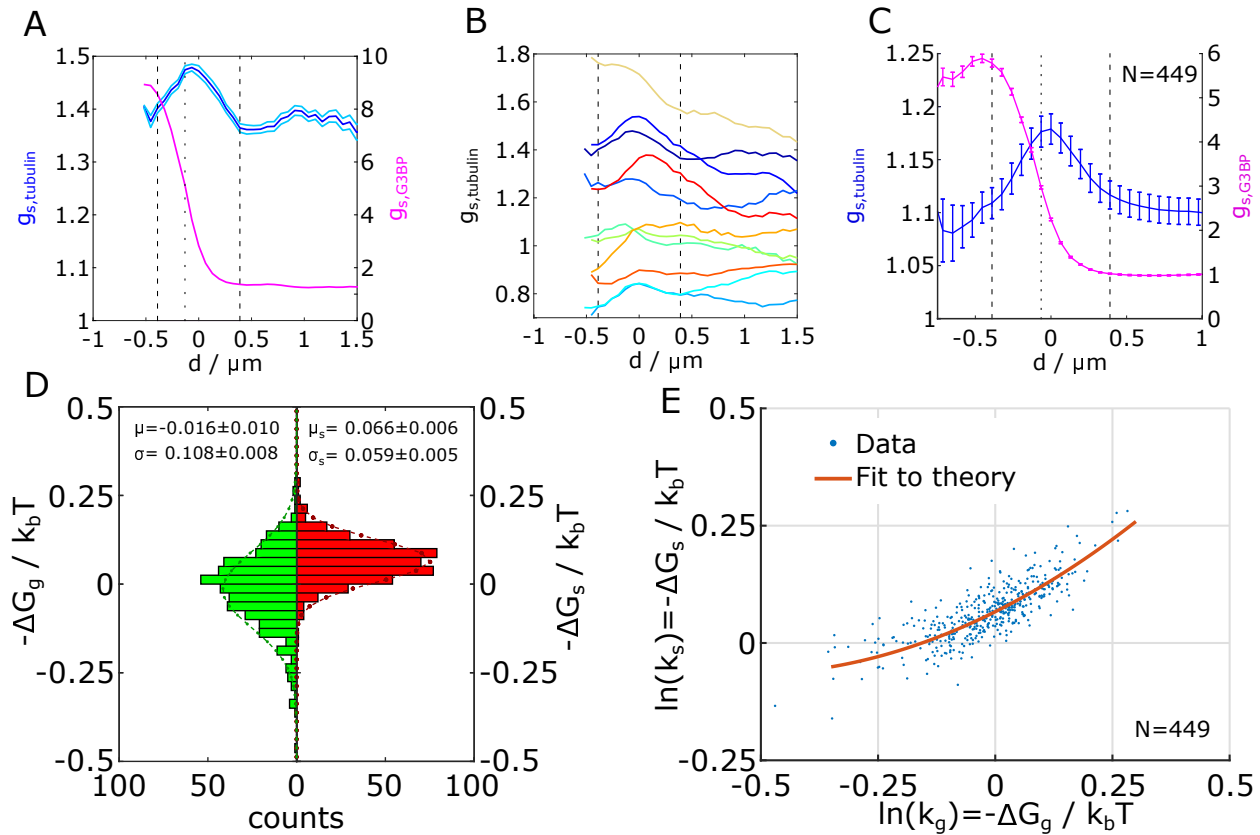 A
g_s,tubulin
1.5
1.4
1.3
1.2
1.1
1
10
8
6
4
2
0
g_s,G3BP
-1 -0.5 0 0.5 1 1.5
d / µm
B
g_s,tubulin
1.8
1.6
1.4
1.2
1
0.8
-1 -0.5 0 0.5 1 1.5
d / µm
C
g_s,tubulin
1.25
1.2
1.15
1.1
1.05
1
N=449
6
5
4
3
2
1
0
g_s,G3BP
-0.5 0 0.5 1
d / µm
D
-ΔG_g / k_bT
0.5
0.25
0
-0.25
-0.5
µ=-0.016±0.010
σ= 0.108±0.008
µ_s= 0.066±0.006
σ_s= 0.059±0.005
0.5
0.25
0
-0.25
-0.5
-ΔG_s / k_bT
100 50 0 50 100
counts
E
ln(k_s)=-ΔG_s / k_bT
0.5
0.25
0
-0.25
Data
Fit to theory
N=449
-0.5 -0.25 0 0.25 0.5
ln(k_g)=-ΔG_g / k_bT